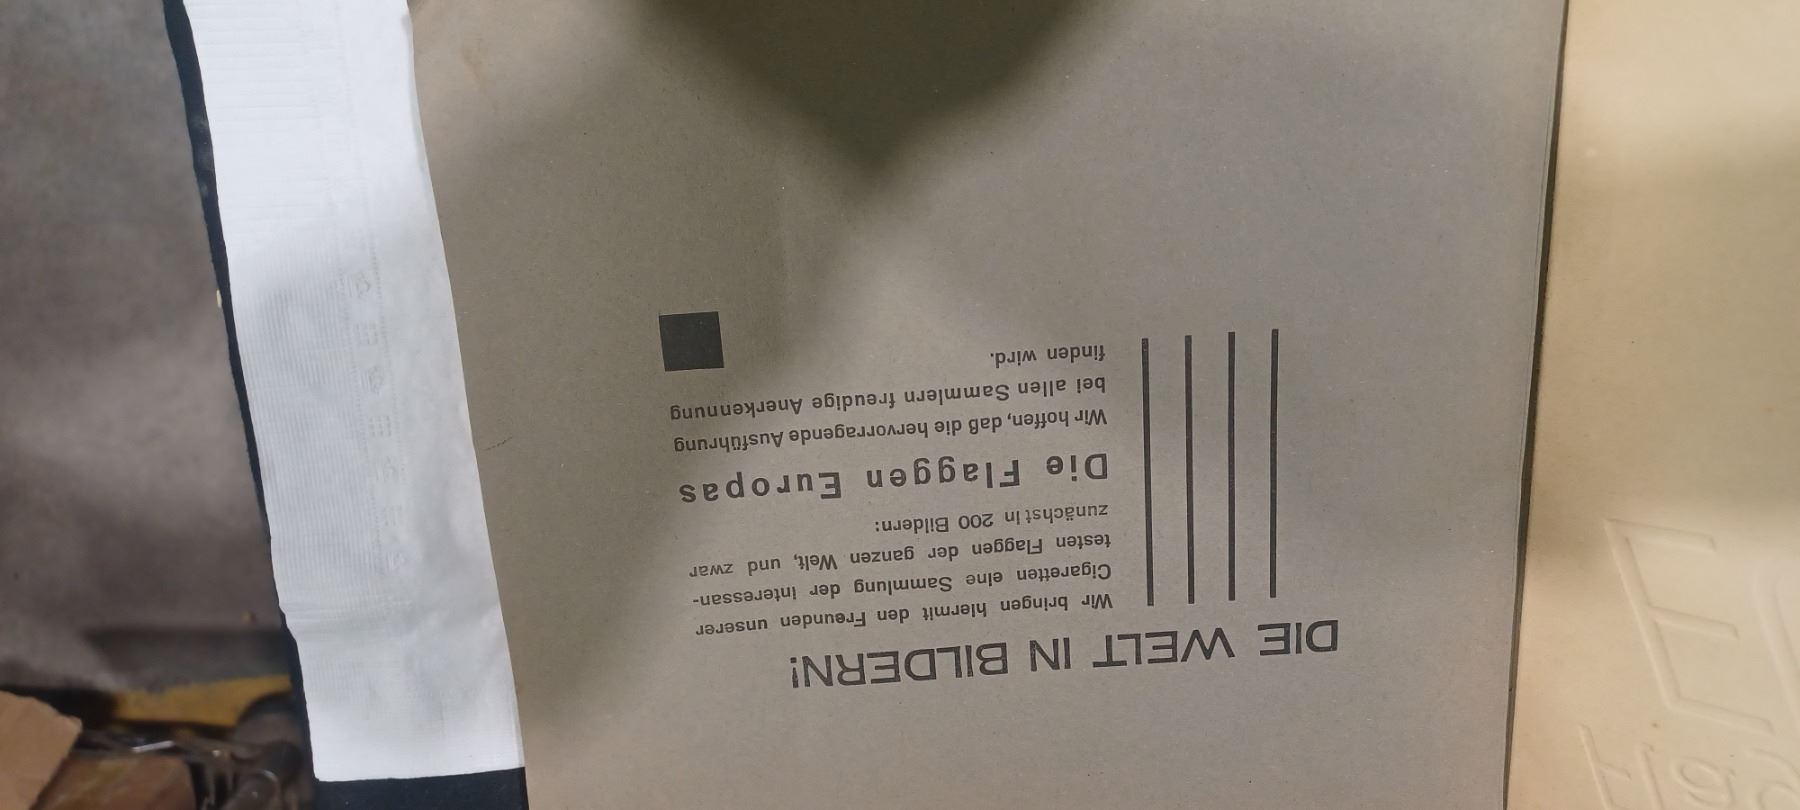 DIE WELT IN BILDERN!
Wir bringen hiermit den Freunden unserer
Cigaretten eine Sammlung der interessan-
testen Flaggen der ganzen Welt, und zwar
zunächst in 200 Bildern:
Die Flaggen Europas
Wir hoffen, daß die hervorragende Ausführung
bei allen Sammlern freudige Anerkennung
finden wird.